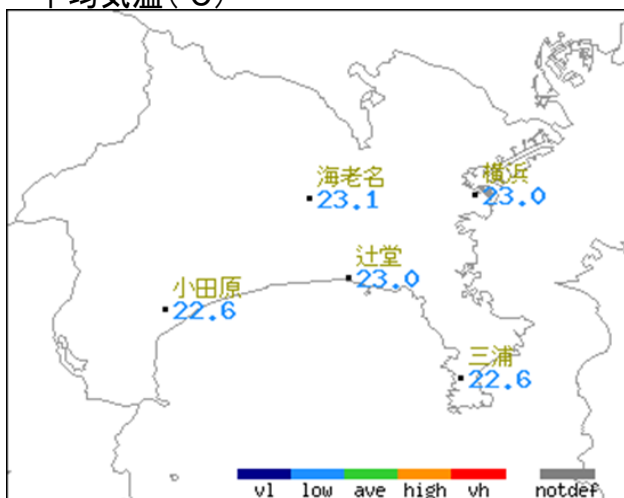 平均気温(℃)
海老名
23.1
横浜
23.0
辻堂
23.0
小田原
22.6
三浦
22.6
vl low ave high vh notdef